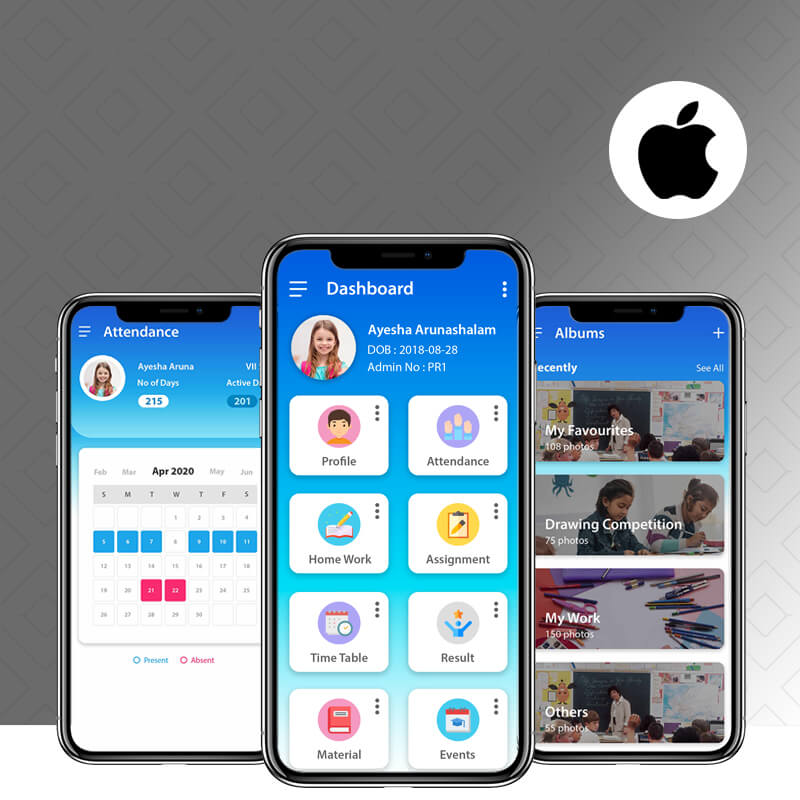 Attendance
Ayesha Aruna
VII
No of Days
Active Da
215
201
Feb Mar Apr 2020 May Jun
S M T W T F S
1 2 3 4
5 6 7 8 9 10 11
12 13 14 15 16 17 18
19 20 21 22 23 24 25
26 27 28 29 30
Present Absent
Dashboard
Ayesha Arunashalam
DOB : 2018-08-28
Admin No : PR1
Profile
Attendance
Home Work
Assignment
Time Table
Result
Material
Events
Albums
ecently
See All
My Favourites
108 photos
Drawing Competition
75 photos
My Work
150 photos
Others
55 photos